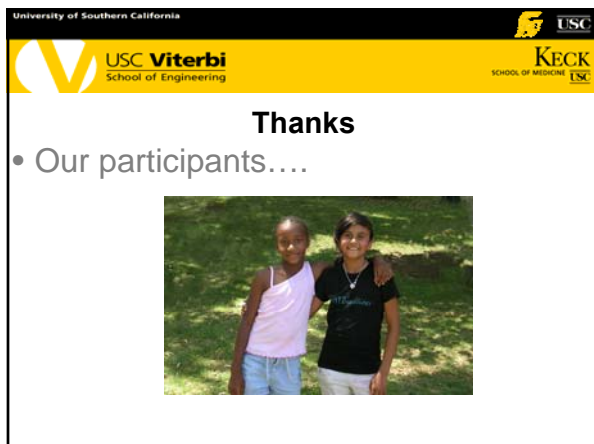 University of Southern California
USC
USC Viterbi
School of Engineering
KECK
SCHOOL OF MEDICINE USC
Thanks
• Our participants….